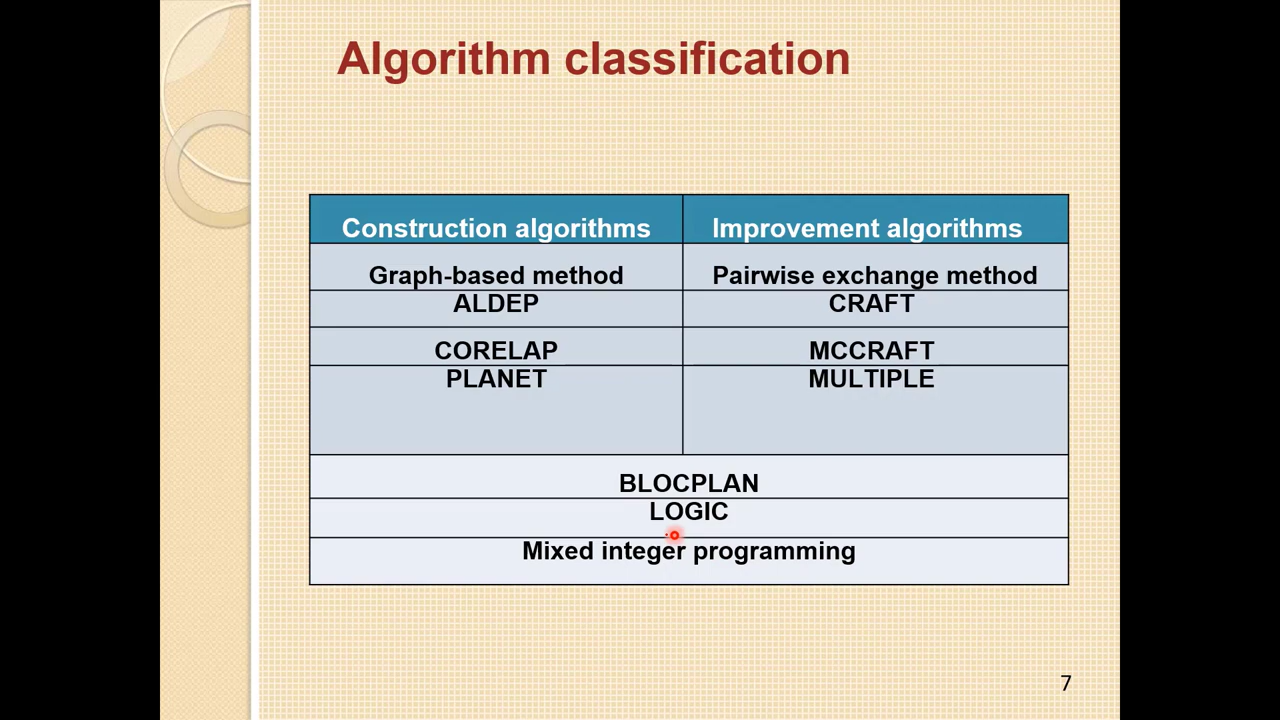 Algorithm classification
Construction algorithms
Improvement algorithms
Graph-based method
Pairwise exchange method
ALDEP
CRAFT
CORELAP
MCCRAFT
PLANET
MULTIPLE
BLOCPLAN
LOGIC
Mixed integer programming
7